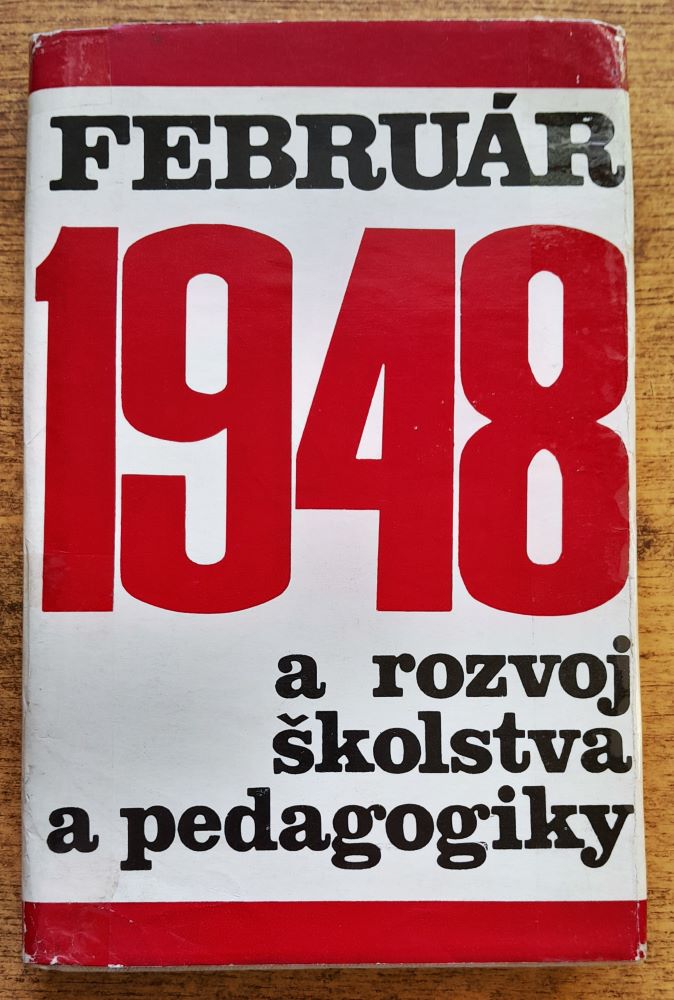 FEBRUÁR
1948
a rozvoj
školstva
a pedagogiky